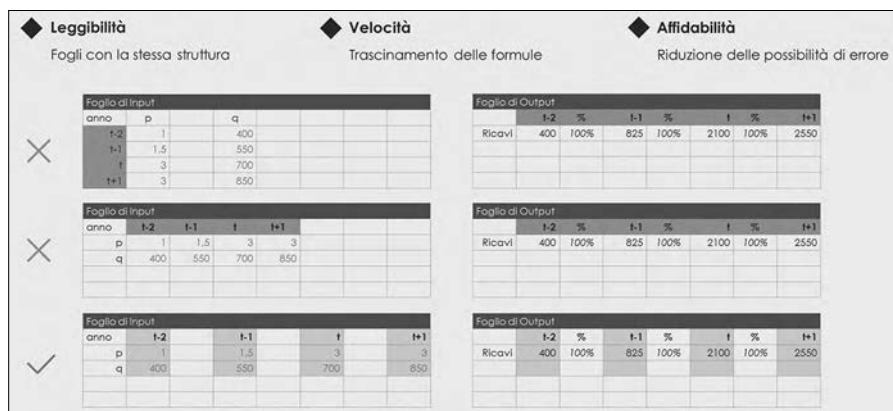 Leggibilità Velocità Affidabilità
Fogli con la stessa struttura Trascinamento delle formule Riduzione delle possibilità di errore
Foglio di Input Foglio di Output
anno p q t-2 % t-1 % t % t+1
t-2 1 400 Ricavi 400 100% 825 100% 2100 100% 2550
t-1 1.5 550
t 3 700
t+1 3 850
Foglio di Input Foglio di Output
anno t-2 t-1 t t+1 t-2 % t-1 % t % t+1
p 1 1,5 3 3 Ricavi 400 100% 825 100% 2100 100% 2550
q 400 550 700 850
Foglio di Input Foglio di Output
anno t-2 t-1 t t+1 t-2 % t-1 % t % t+1
p 1 1.5 3 3 Ricavi 400 100% 825 100% 2100 100% 2550
q 400 550 700 850